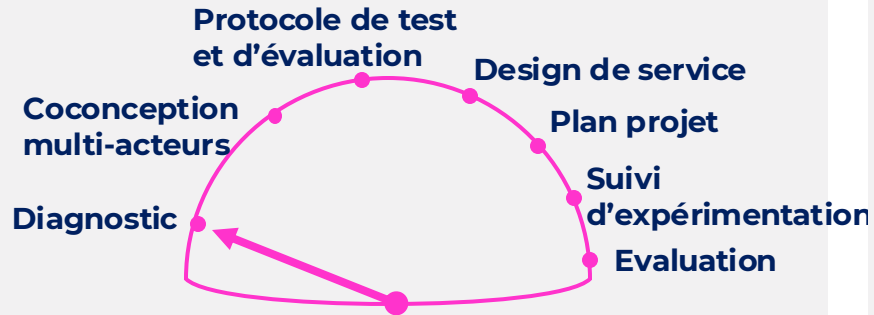 Protocole de test
et d’évaluation
Design de service
Coconception
multi-acteurs
Plan projet
Suivi
d’expérimentation
Diagnostic
Evaluation